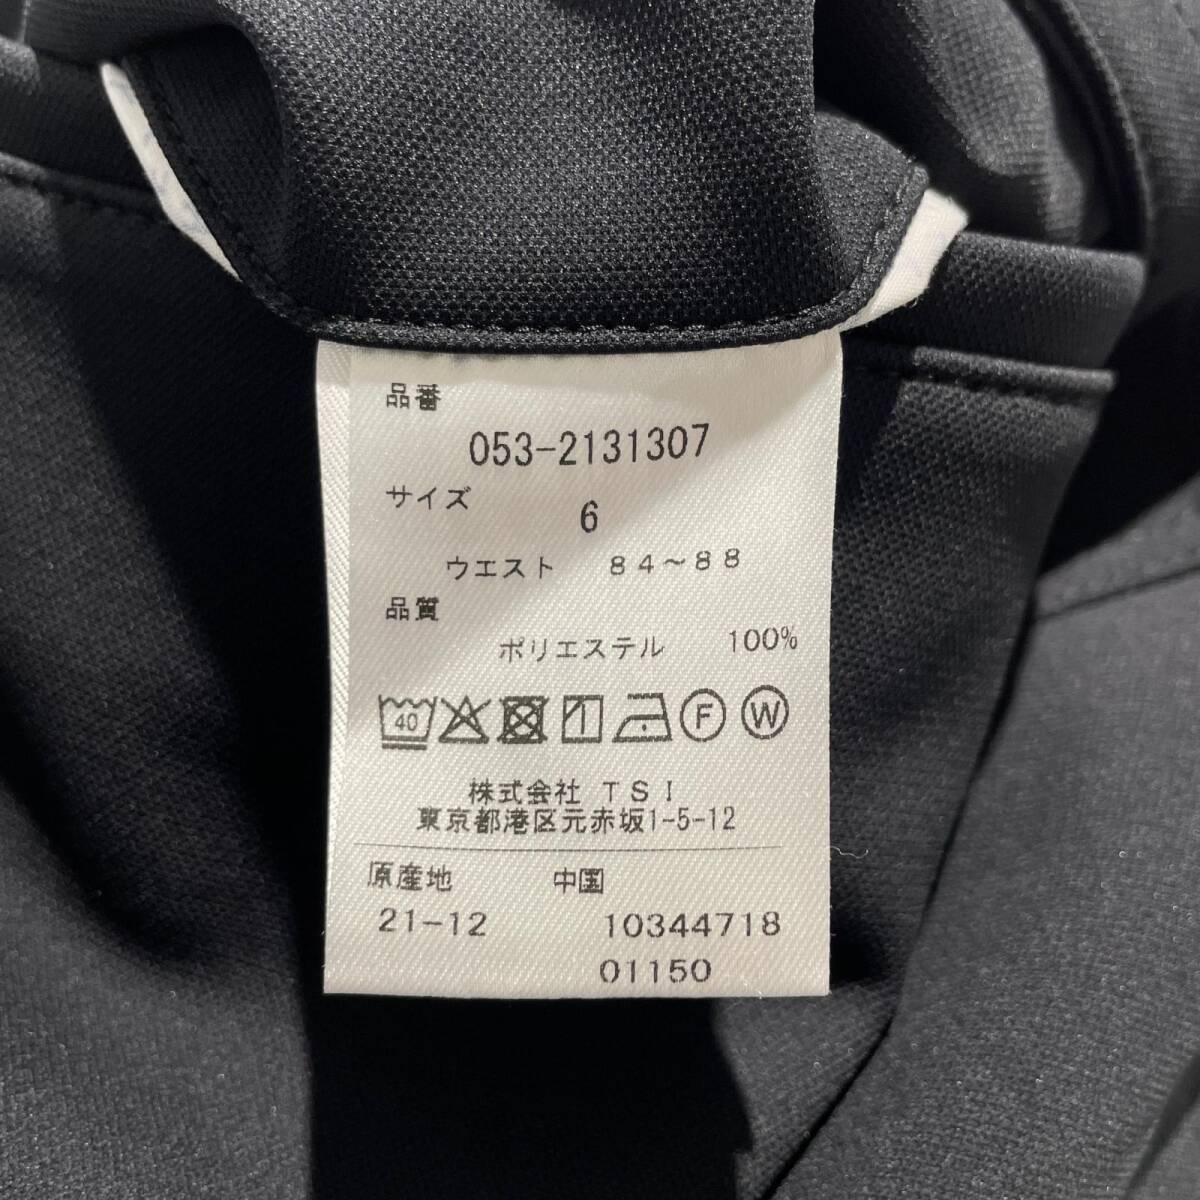 品番
053-2131307
サイズ
6
ウエスト 84～88
品質
ポリエステル 100%
40 F W
株式会社 TSI
東京都港区元赤坂1-5-12
原産地 中国
21-12 10344718
01150